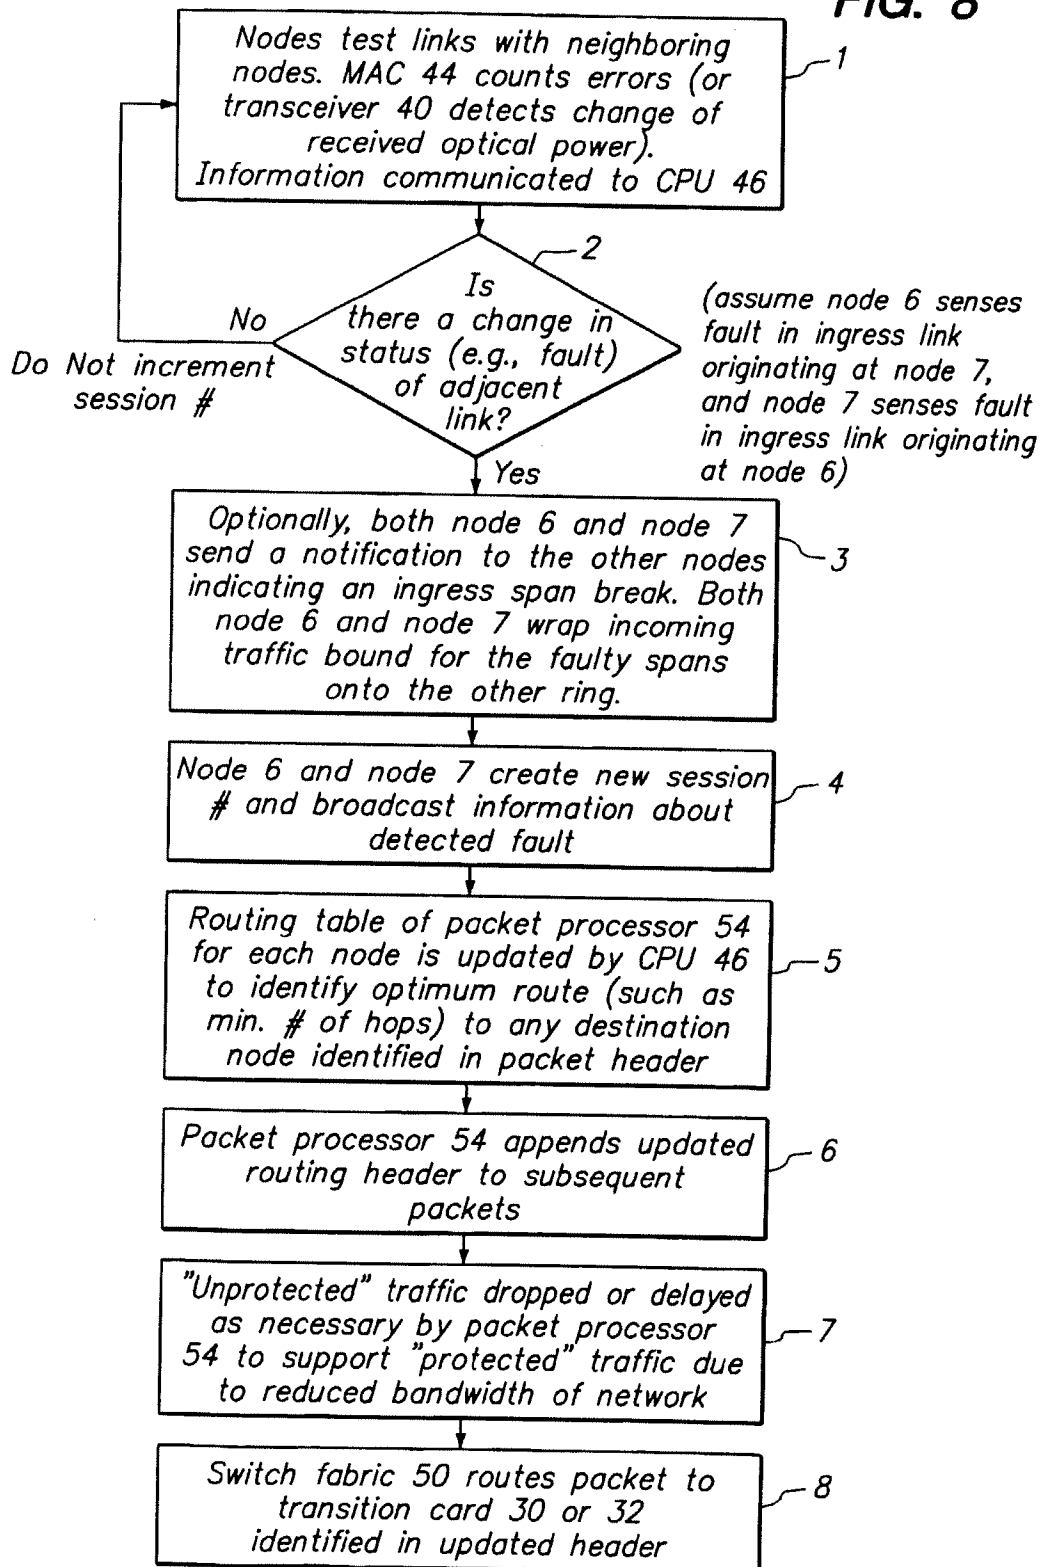 FIG. 8
Nodes test links with neighboring
nodes. MAC 44 counts errors (or
transceiver 40 detects change of
received optical power).
Information communicated to CPU 46
1
2
Is
there a change in
status (e.g., fault)
of adjacent
link?
No
Do Not increment
session #
(assume node 6 senses
fault in ingress link
originating at node 7,
and node 7 senses fault
in ingress link originating
at node 6)
Yes
Optionally, both node 6 and node 7
send a notification to the other nodes
indicating an ingress span break. Both
node 6 and node 7 wrap incoming
traffic bound for the faulty spans
onto the other ring.
3
Node 6 and node 7 create new session
# and broadcast information about
detected fault
4
Routing table of packet processor 54
for each node is updated by CPU 46
to identify optimum route (such as
min. # of hops) to any destination
node identified in packet header
5
Packet processor 54 appends updated
routing header to subsequent
packets
6
"Unprotected" traffic dropped or delayed
as necessary by packet processor
54 to support "protected" traffic due
to reduced bandwidth of network
7
Switch fabric 50 routes packet to
transition card 30 or 32
identified in updated header
8